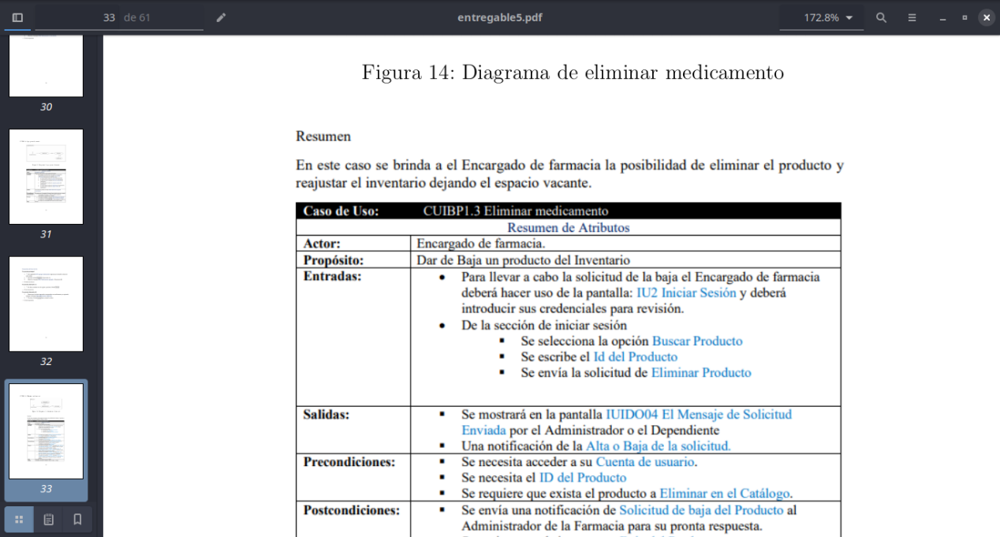 33 de 61
entregable5.pdf
172.8%
30
31
32
33
Figura 14: Diagrama de eliminar medicamento
Resumen
En este caso se brinda a el Encargado de farmacia la posibilidad de eliminar el producto y
reajustar el inventario dejando el espacio vacante.
Caso de Uso: CUIBP1.3 Eliminar medicamento
Resumen de Atributos
Actor: Encargado de farmacia.
Propósito: Dar de Baja un producto del Inventario
Entradas: • Para llevar a cabo la solicitud de la baja el Encargado de farmacia
deberá hacer uso de la pantalla: IU2 Iniciar Sesión y deberá
introducir sus credenciales para revisión.
• De la sección de iniciar sesión
▪ Se selecciona la opción Buscar Producto
▪ Se escribe el Id del Producto
▪ Se envía la solicitud de Eliminar Producto
Salidas: ▪ Se mostrará en la pantalla IUIDO04 El Mensaje de Solicitud
Enviada por el Administrador o el Dependiente
▪ Una notificación de la Alta o Baja de la solicitud.
Precondiciones: ▪ Se necesita acceder a su Cuenta de usuario.
▪ Se necesita el ID del Producto
▪ Se requiere que exista el producto a Eliminar en el Catálogo.
Postcondiciones: ▪ Se envía una notificación de Solicitud de baja del Producto al
Administrador de la Farmacia para su pronta respuesta.